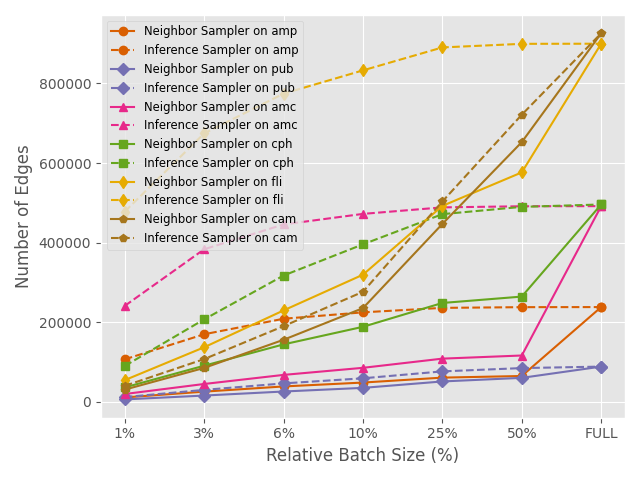 Neighbor Sampler on amp
Inference Sampler on amp
Neighbor Sampler on pub
Inference Sampler on pub
Neighbor Sampler on amc
Inference Sampler on amc
Neighbor Sampler on cph
Inference Sampler on cph
Neighbor Sampler on fli
Inference Sampler on fli
Neighbor Sampler on cam
Inference Sampler on cam
800000
600000
400000
200000
0
Number of Edges
1% 3% 6% 10% 25% 50% FULL
Relative Batch Size (%)